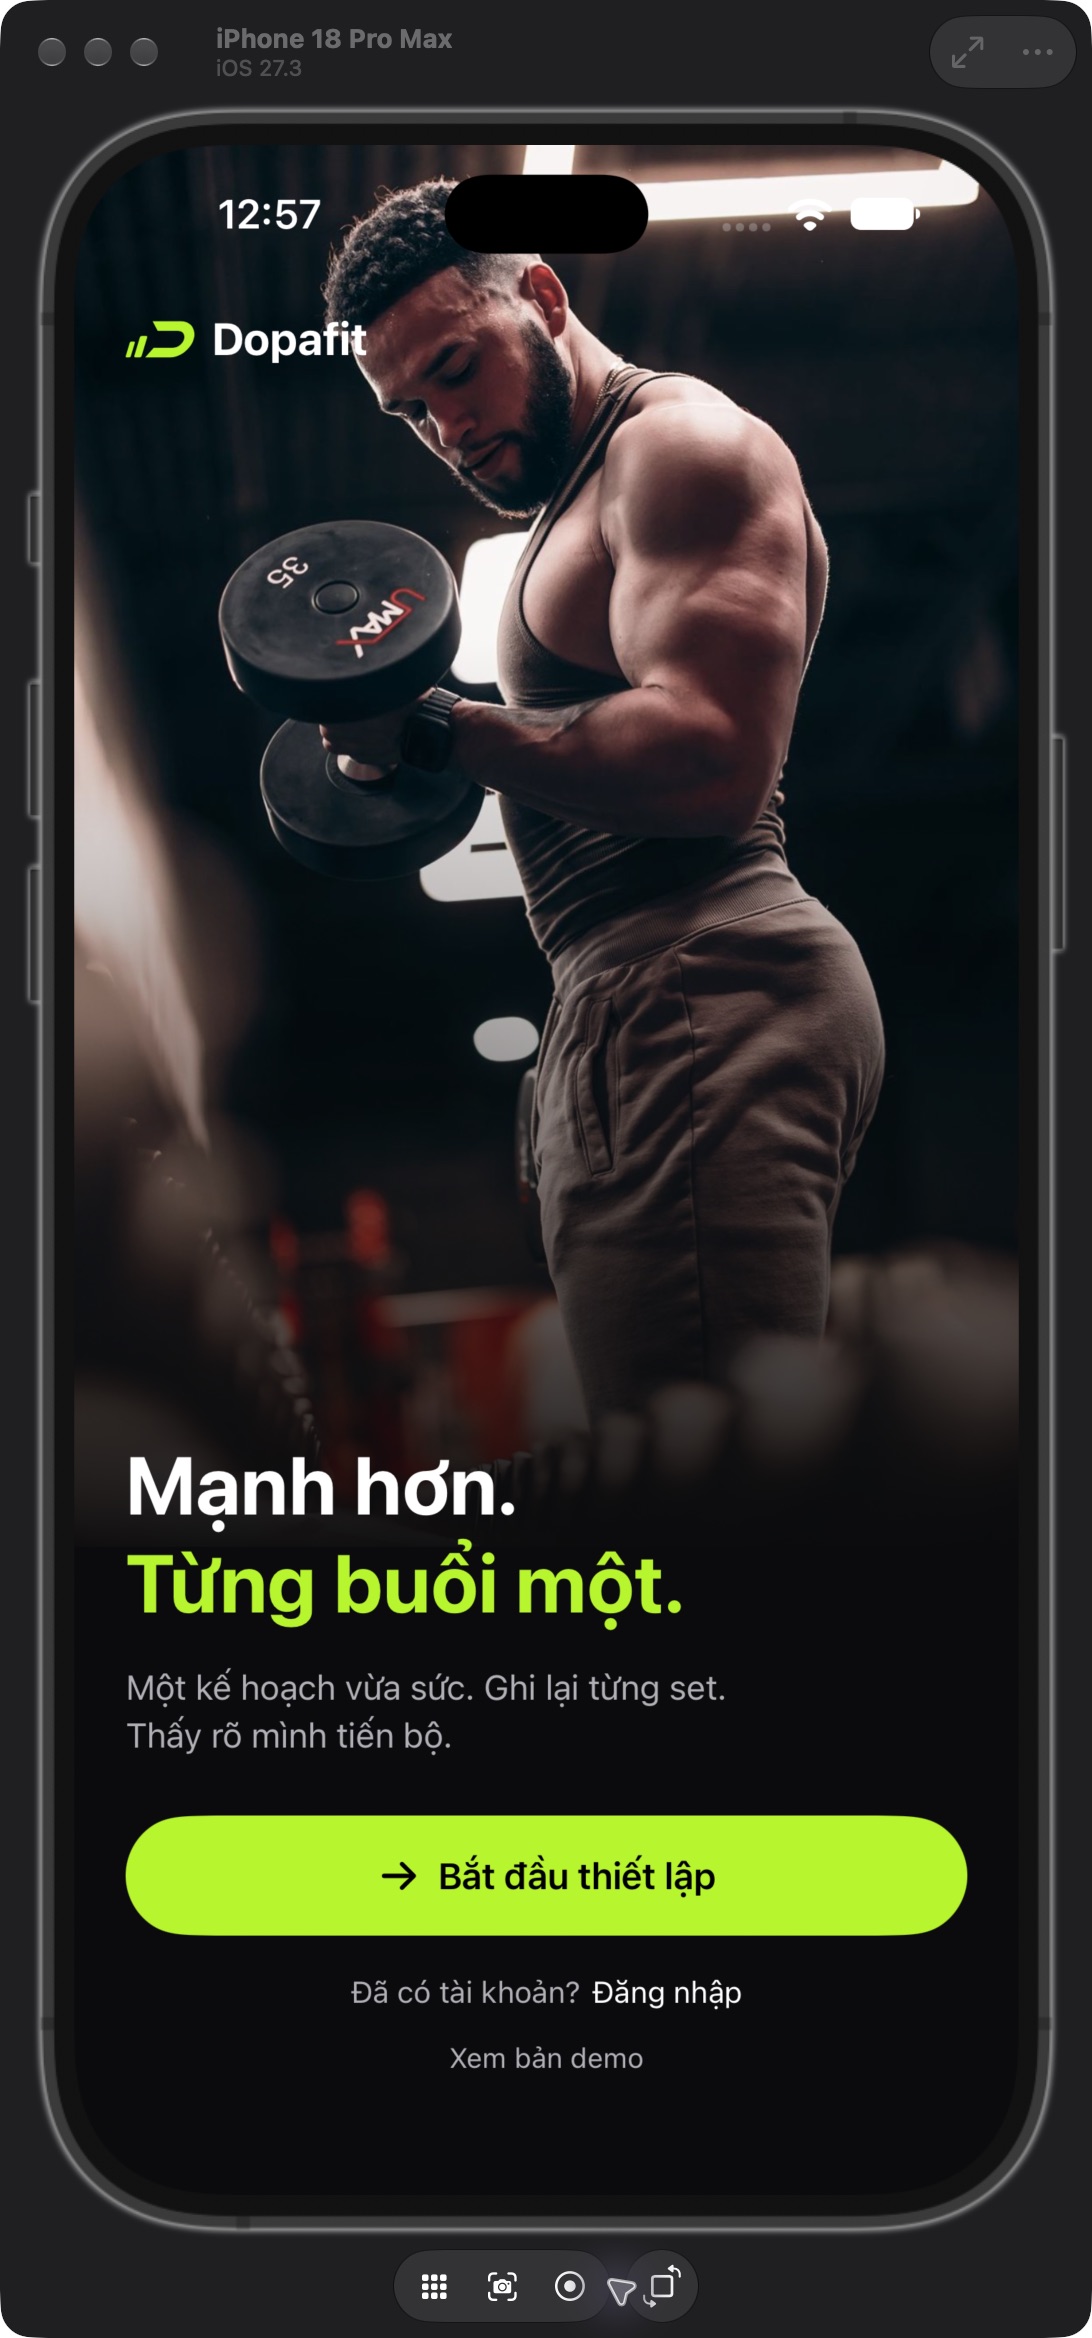 iPhone 18 Pro Max
iOS 27.3
12:57
Dopafit
35
UMAX
Mạnh hơn.
Từng buổi một.
Một kế hoạch vừa sức. Ghi lại từng set.
Thấy rõ mình tiến bộ.
→ Bắt đầu thiết lập
Đã có tài khoản? Đăng nhập
Xem bản demo